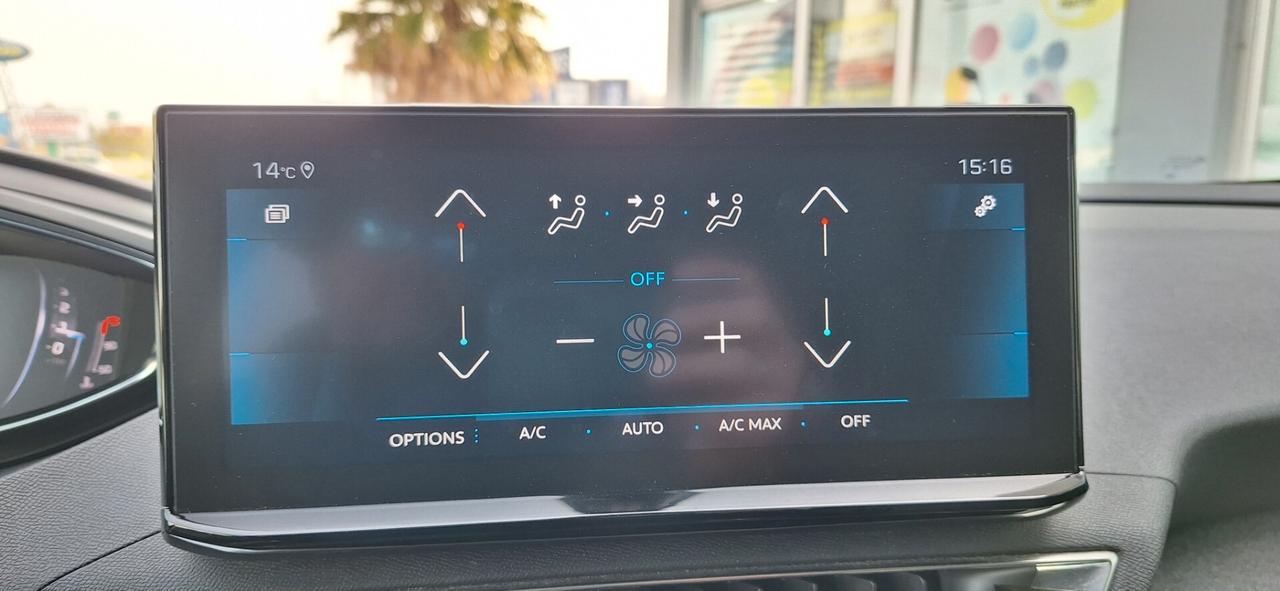 14°C
15:16
OFF
OPTIONS
A/C
AUTO
A/C MAX
OFF